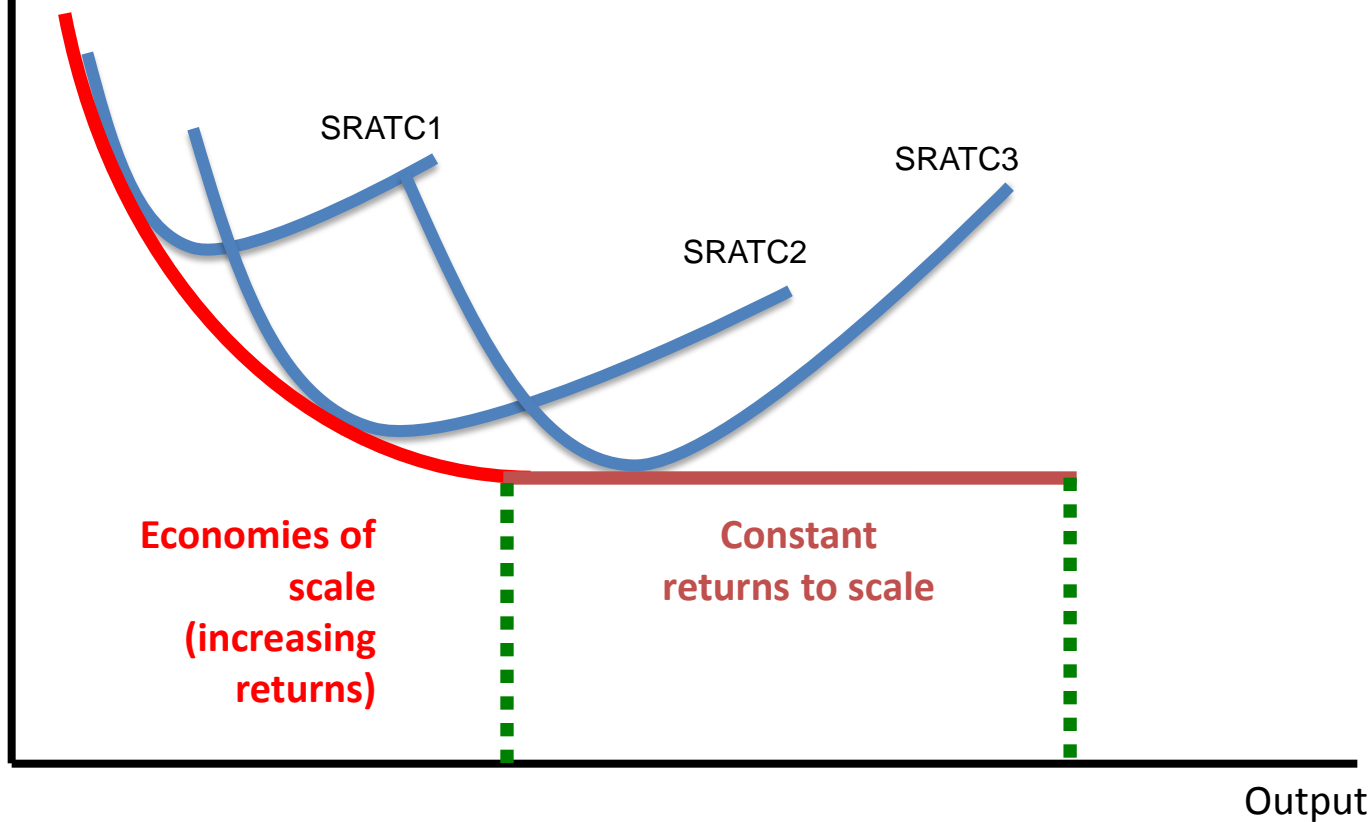 SRATC1
SRATC3
SRATC2
Economies of
scale
(increasing
returns)
Constant
returns to scale
Output